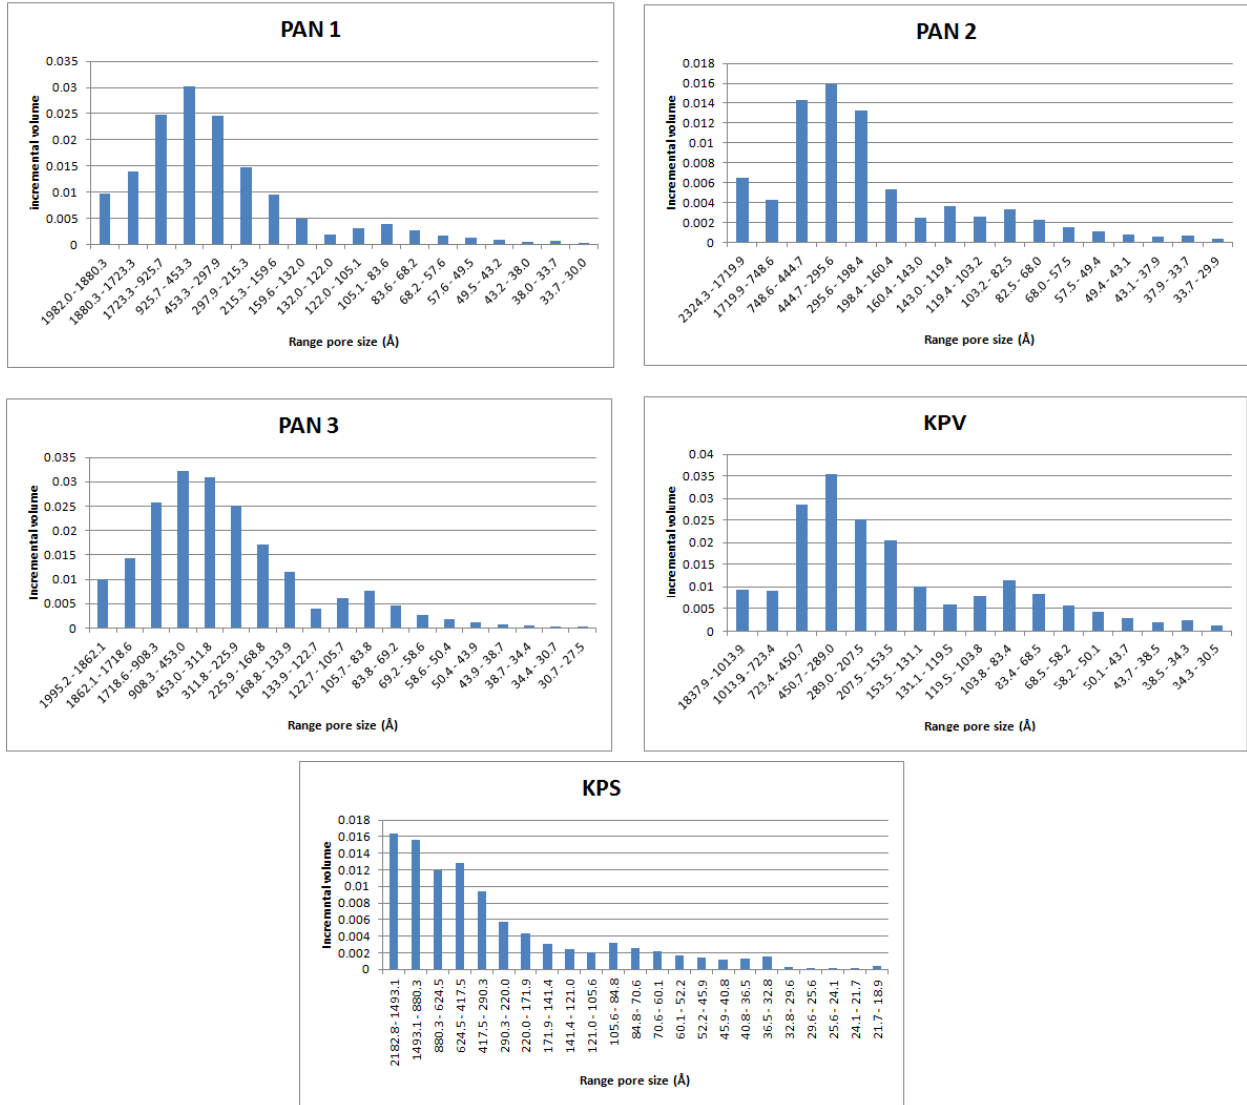 PAN 1
incremental volume
0.035
0.03
0.025
0.02
0.015
0.01
0.005
0
1982.0 - 1880.3
1880.3 - 1723.3
1723.3 - 925.7
925.7 - 453.3
453.3 - 297.9
297.9 - 215.3
215.3 - 159.6
159.6 - 132.0
132.0 - 122.0
122.0 - 105.1
105.1 - 83.6
83.6 - 68.2
68.2 - 57.6
57.6 - 49.5
49.5 - 43.2
43.2 - 38.0
38.0 - 33.7
33.7 - 30.0
Range pore size (Å)
PAN 2
Incremental volume
0.018
0.016
0.014
0.012
0.01
0.008
0.006
0.004
0.002
0
2324.3 - 1719.9
1719.9 - 748.6
748.6 - 444.7
444.7 - 295.6
295.6 - 198.4
198.4 - 160.4
160.4 - 143.0
143.0 - 119.4
119.4 - 103.2
103.2 - 82.5
82.5 - 68.0
68.0 - 57.5
57.5 - 49.4
49.4 - 43.1
43.1 - 37.9
37.9 - 33.7
33.7 - 29.9
Range pore size (Å)
PAN 3
Incremental volume
0.035
0.03
0.025
0.02
0.015
0.01
0.005
0
1995.2 - 1862.1
1862.1 - 1718.6
1718.6 - 908.3
908.3 - 453.0
453.0 - 311.8
311.8 - 225.9
225.9 - 168.8
168.8 - 133.9
133.9 - 122.7
122.7 - 105.7
105.7 - 83.8
83.8 - 69.2
69.2 - 58.6
58.6 - 50.4
50.4 - 43.9
43.9 - 38.7
38.7 - 34.4
34.4 - 30.7
30.7 - 27.5
Range pore size (Å)
KPV
Incremental volume
0.04
0.035
0.03
0.025
0.02
0.015
0.01
0.005
0
1837.9 - 1013.9
1013.9 - 723.4
723.4 - 450.7
450.7 - 289.0
289.0 - 207.5
207.5 - 153.5
153.5 - 131.1
131.1 - 119.5
119.5 - 103.8
103.8 - 83.4
83.4 - 68.5
68.5 - 58.2
58.2 - 50.1
50.1 - 43.7
43.7 - 38.5
38.5 - 34.3
34.3 - 30.5
Range pore size (Å)
KPS
Incremntal volume
0.018
0.016
0.014
0.012
0.01
0.008
0.006
0.004
0.002
0
2182.8 - 1493.1
1493.1 - 880.3
880.3 - 624.5
624.5 - 417.5
417.5 - 290.3
290.3 - 220.0
220.0 - 171.9
171.9 - 141.4
141.4 - 121.0
121.0 - 105.6
105.6 - 84.8
84.8 - 70.6
70.6 - 60.1
60.1 - 52.2
52.2 - 45.9
45.9 - 40.8
40.8 - 36.5
36.5 - 32.8
32.8 - 29.6
29.6 - 25.6
25.6 - 24.1
24.1 - 21.7
21.7 - 18.9
Range pore size (Å)